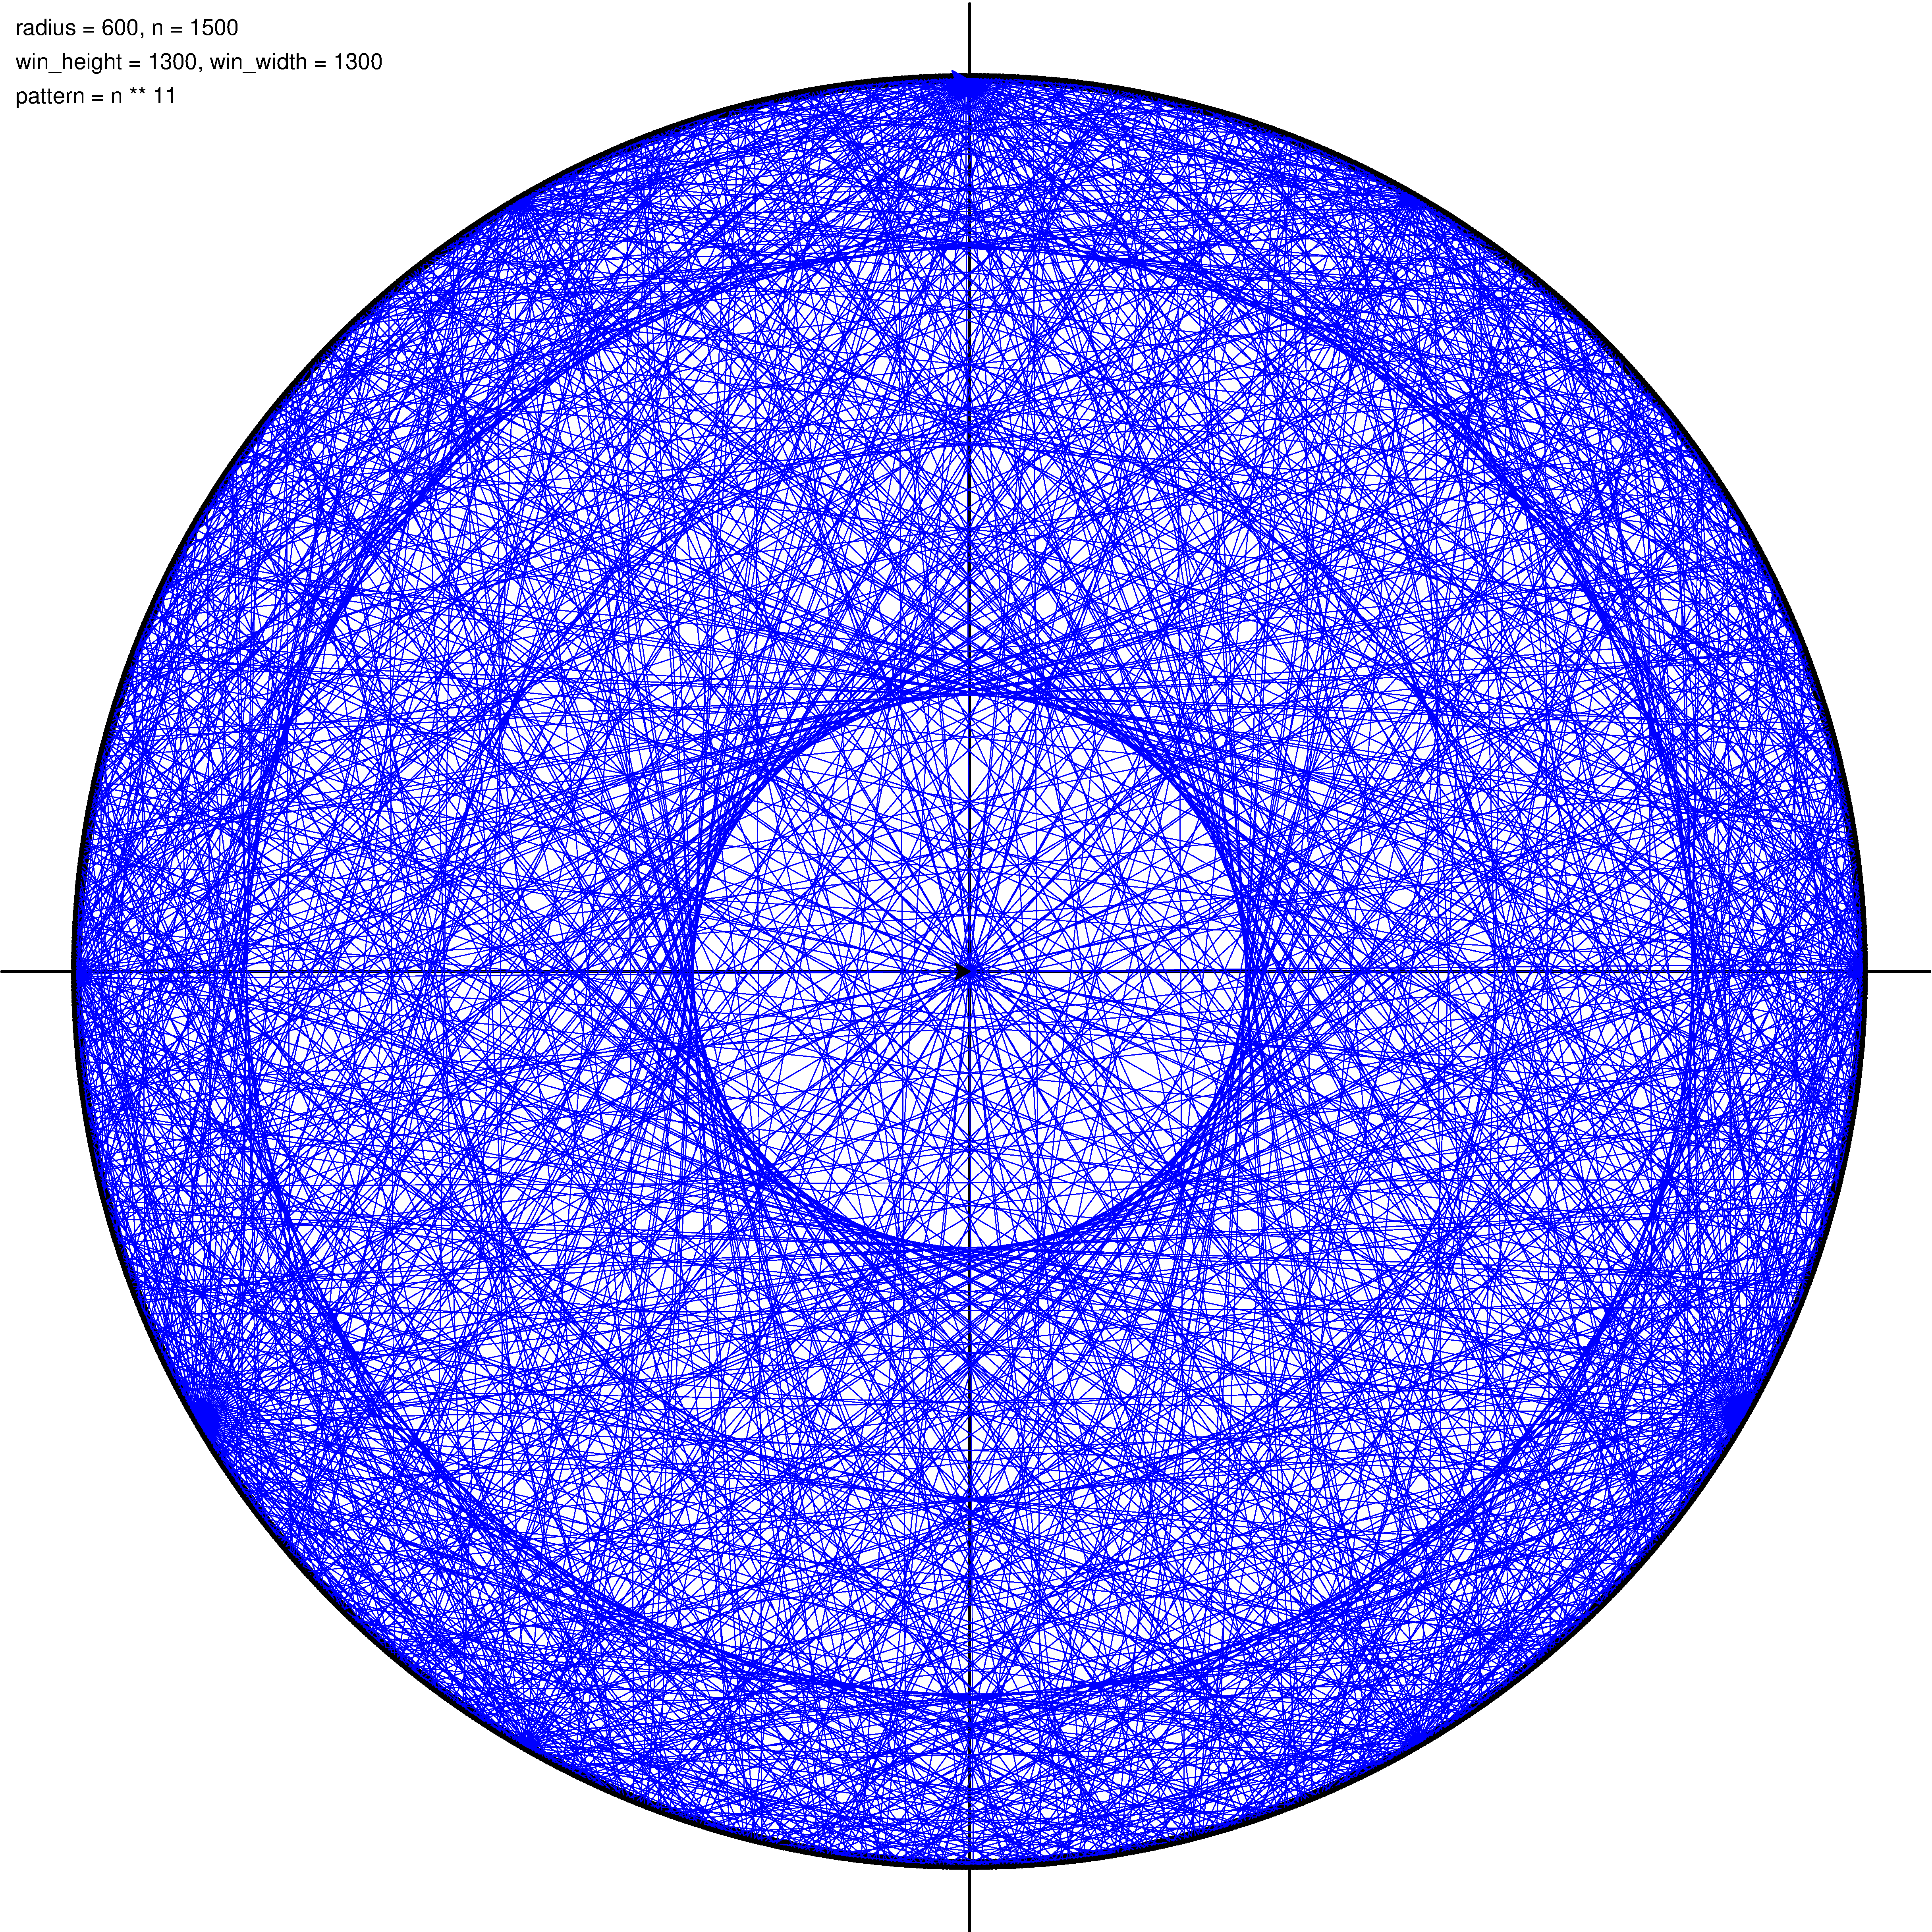 radius = 600, n = 1500
win_height = 1300, win_width = 1300
pattern = n ** 11